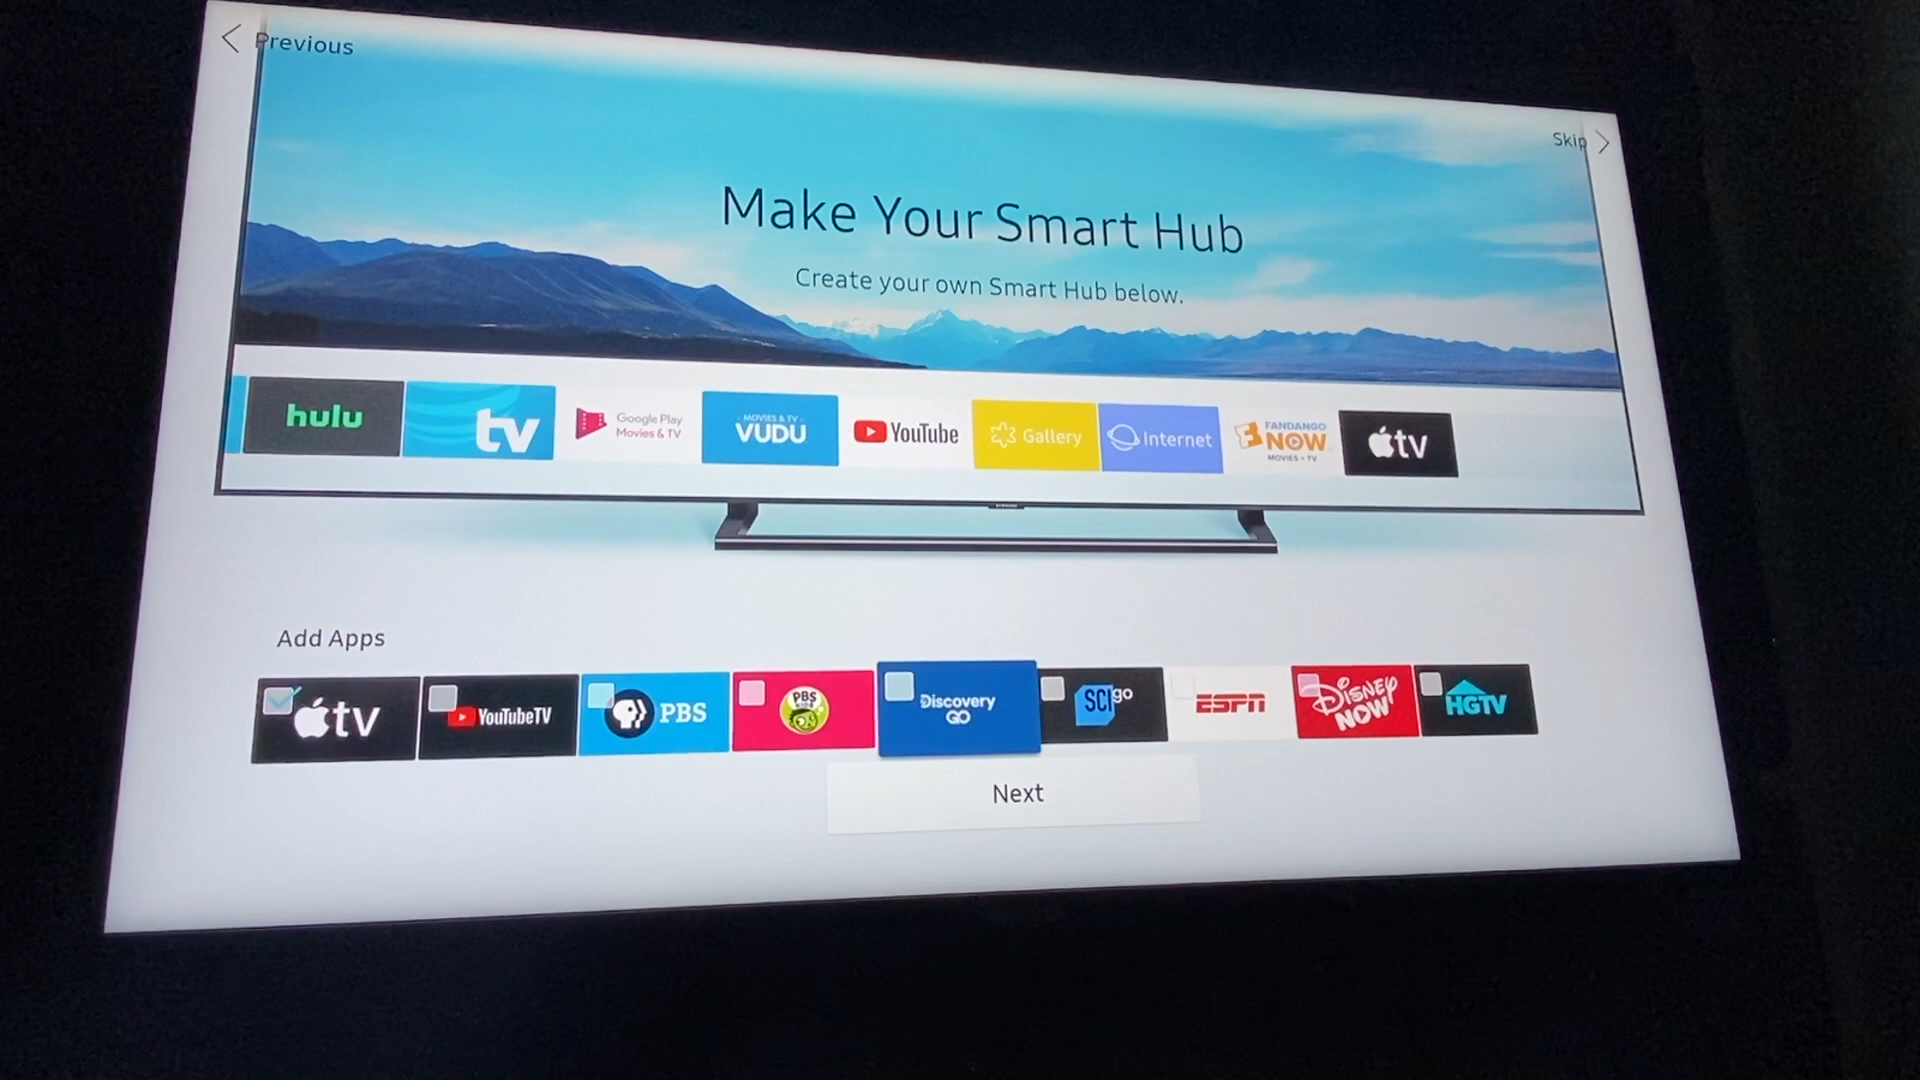 Previous
Skip
Make Your Smart Hub
Create your own Smart Hub below.
hulu
tv
Google Play
Movies & TV
MOVIES & TV
VUDU
YouTube
Gallery
Internet
FANDANGO
NOW
MOVIES • TV
tv
Add Apps
tv
YouTubeTV
PBS
PBS
Discovery
GO
SCI go
ESPN
DISNEY
NOW
HGTV
Next